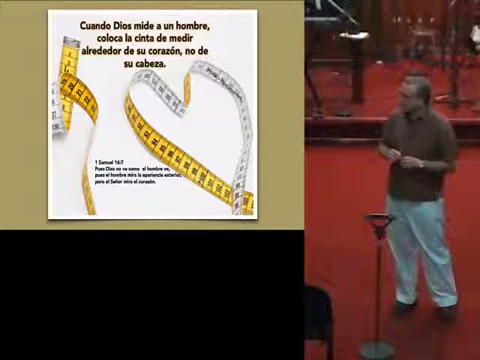 Cuando Dios mide a un hombre,
coloca la cinta de medir
alrededor de su corazón, no de
su cabeza.
1 Samuel 16:7
Pues Dios no ve como el hombre ve,
pues el hombre mira la apariencia exterior,
pero el Señor mira el corazón.